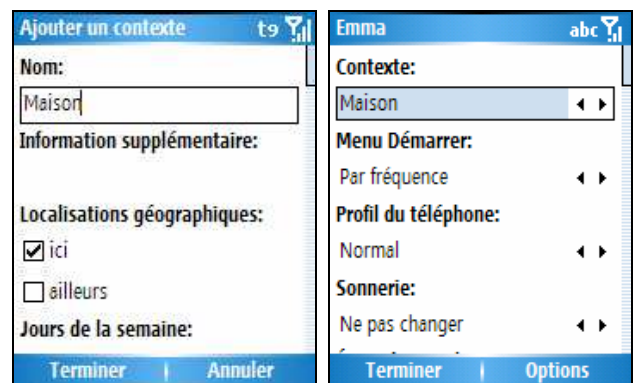 Ajouter un contexte t9
Nom:
Maison
Information supplémentaire:
Localisations géographiques:
ici
ailleurs
Jours de la semaine:
Terminer Annuler
Emma abc
Contexte:
Maison
Menu Démarrer:
Par fréquence
Profil du téléphone:
Normal
Sonnerie:
Ne pas changer
Terminer Options